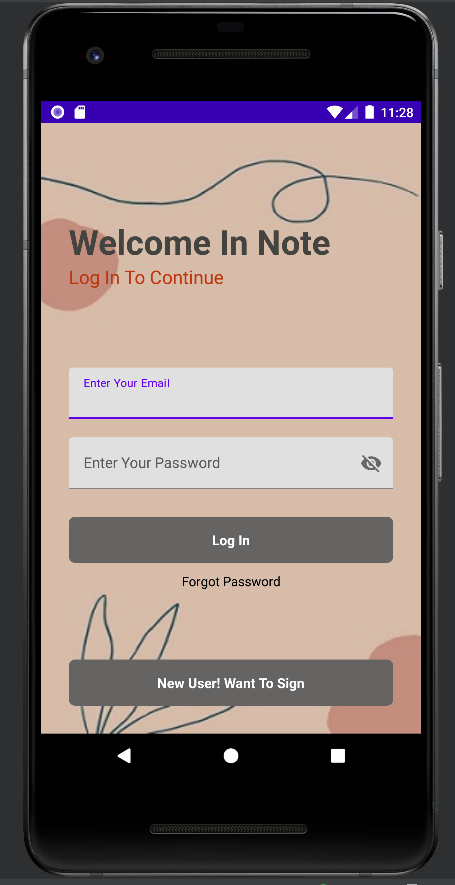 11:28
Welcome In Note
Log In To Continue
Enter Your Email
Enter Your Password
Log In
Forgot Password
New User! Want To Sign